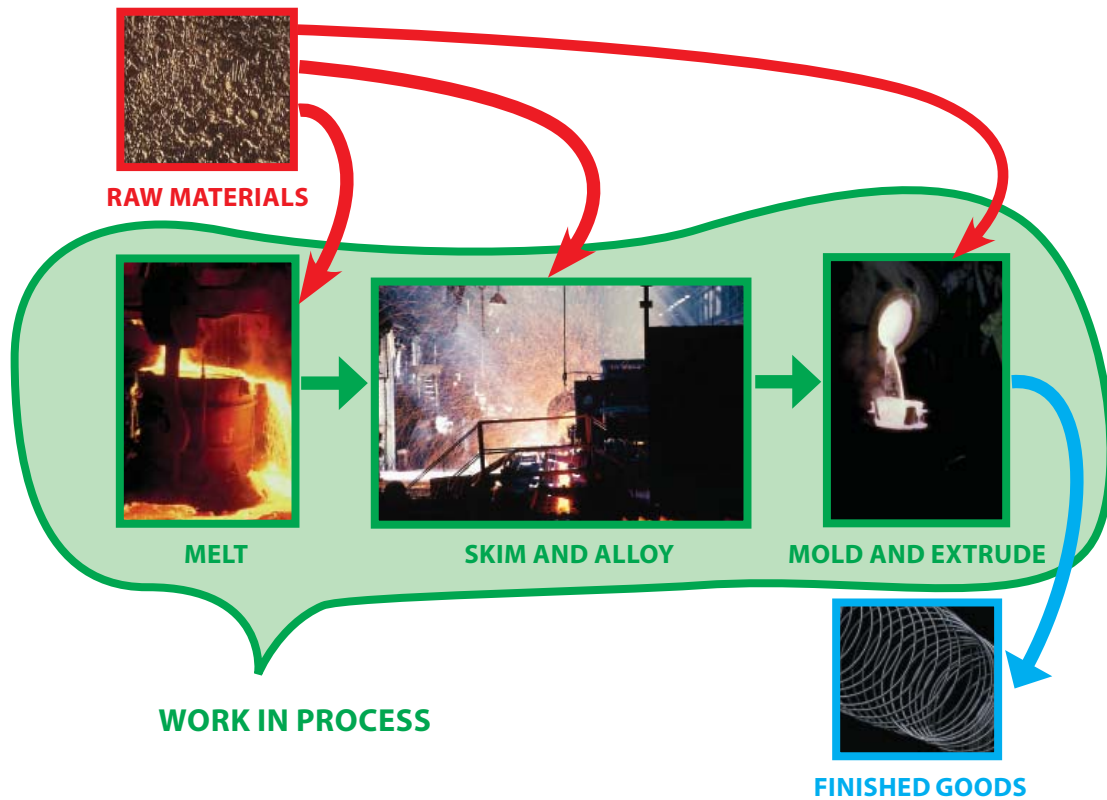 RAW MATERIALS
MELT
SKIM AND ALLOY
MOLD AND EXTRUDE
WORK IN PROCESS
FINISHED GOODS